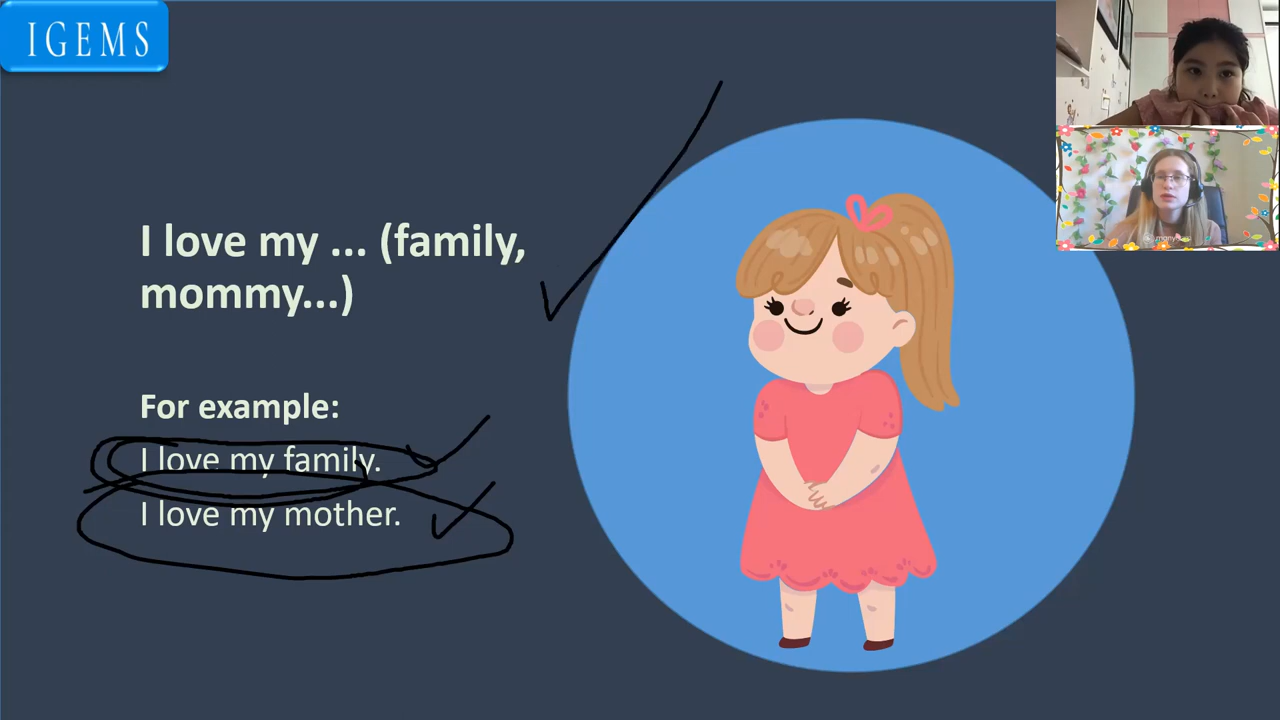 IGEMS
I love my ... (family,
mommy...)
For example:
I love my family.
I love my mother.